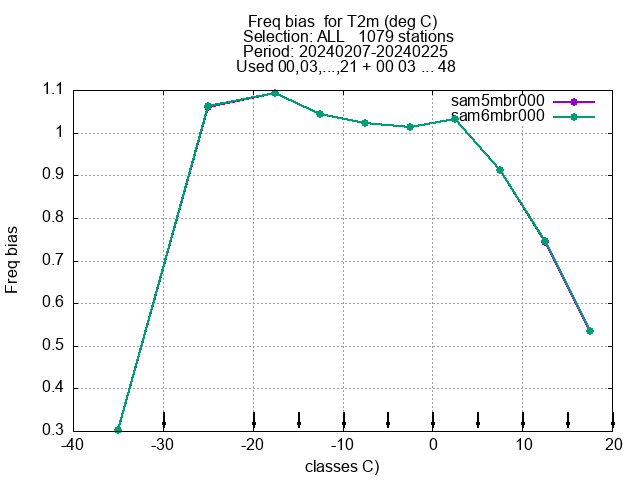 Freq bias  for T2m (deg C)
Selection: ALL   1079 stations
Period: 20240207-20240225
Used 00,03,...,21 + 00 03 ... 48
sam5mbr000
sam6mbr000
1.1
1
0.9
0.8
0.7
0.6
0.5
0.4
0.3
Freq bias
-40 -30 -20 -10 0 10 20
classes C)